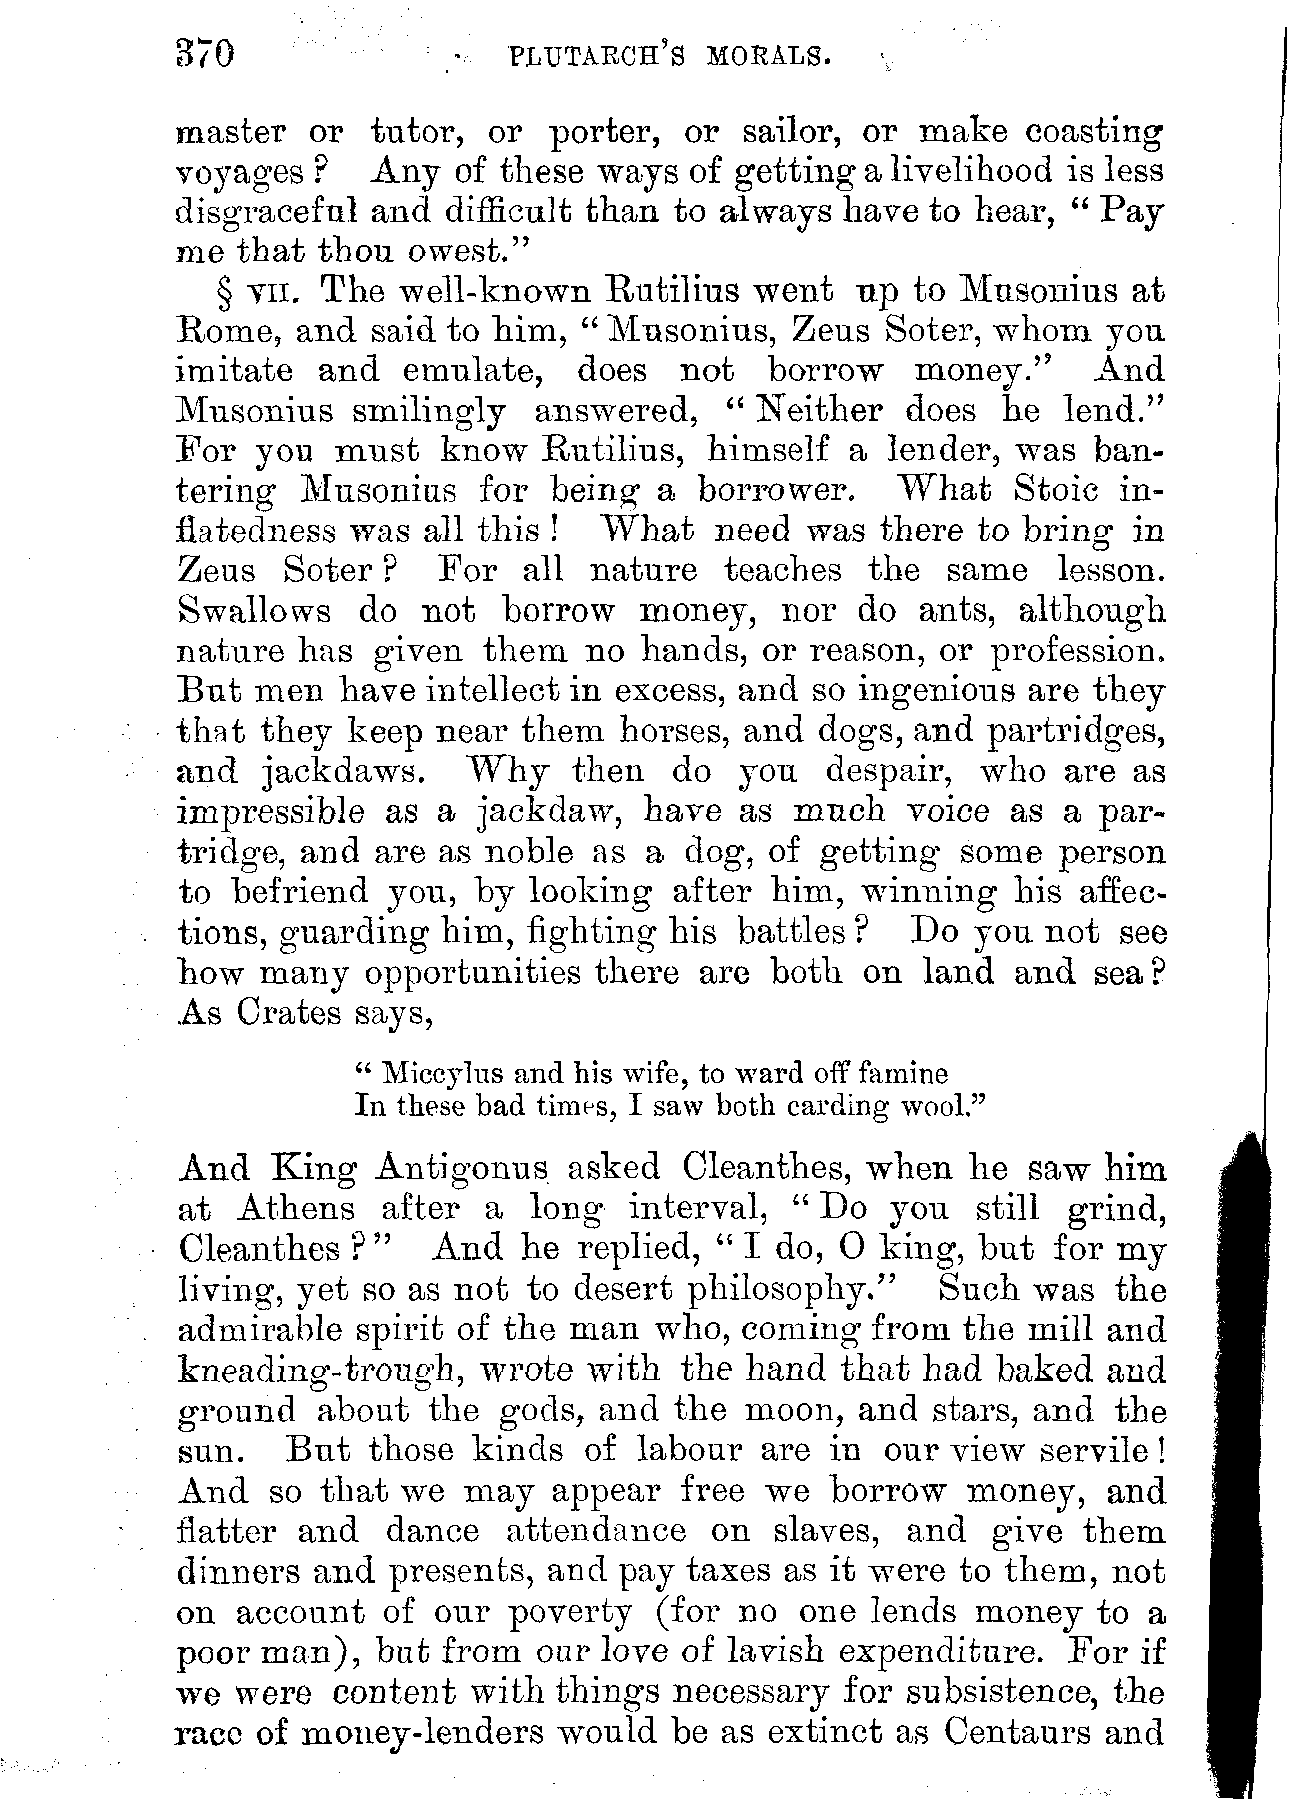 370 PLUTARCH'S MORALS.
master or tutor, or porter, or sailor, or make coasting
voyages? Any of these ways of getting a livelihood is less
disgraceful and difficult than to always have to hear, “Pay
me that thou owest.”
§ VII. The well-known Rutilius went up to Musonius at
Rome, and said to him, “Musonius, Zeus Soter, whom you
imitate and emulate, does not borrow money.” And
Musonius smilingly answered, “Neither does he lend.”
For you must know Rutilius, himself a lender, was ban-
tering Musonius for being a borrower. What Stoic in-
flatedness was all this! What need was there to bring in
Zeus Soter? For all nature teaches the same lesson.
Swallows do not borrow money, nor do ants, although
nature has given them no hands, or reason, or profession.
But men have intellect in excess, and so ingenious are they
that they keep near them horses, and dogs, and partridges,
and jackdaws. Why then do you despair, who are as
impressible as a jackdaw, have as much voice as a par-
tridge, and are as noble as a dog, of getting some person
to befriend you, by looking after him, winning his affec-
tions, guarding him, fighting his battles? Do you not see
how many opportunities there are both on land and sea?
As Crates says,
“Miccylus and his wife, to ward off famine
In these bad times, I saw both carding wool.”
And King Antigonus asked Cleanthes, when he saw him
at Athens after a long interval, “Do you still grind,
Cleanthes?” And he replied, “I do, O king, but for my
living, yet so as not to desert philosophy.” Such was the
admirable spirit of the man who, coming from the mill and
kneading-trough, wrote with the hand that had baked and
ground about the gods, and the moon, and stars, and the
sun. But those kinds of labour are in our view servile!
And so that we may appear free we borrow money, and
flatter and dance attendance on slaves, and give them
dinners and presents, and pay taxes as it were to them, not
on account of our poverty (for no one lends money to a
poor man), but from our love of lavish expenditure. For if
we were content with things necessary for subsistence, the
race of money-lenders would be as extinct as Centaurs and